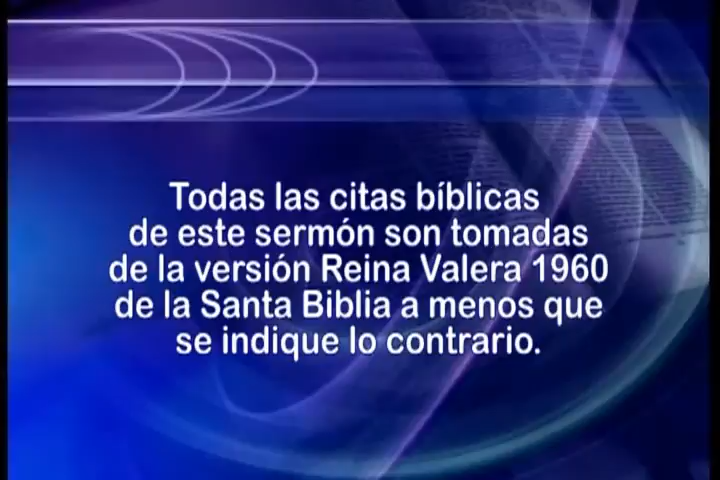 Todas las citas bíblicas
de este sermón son tomadas
de la versión Reina Valera 1960
de la Santa Biblia a menos que
se indique lo contrario.